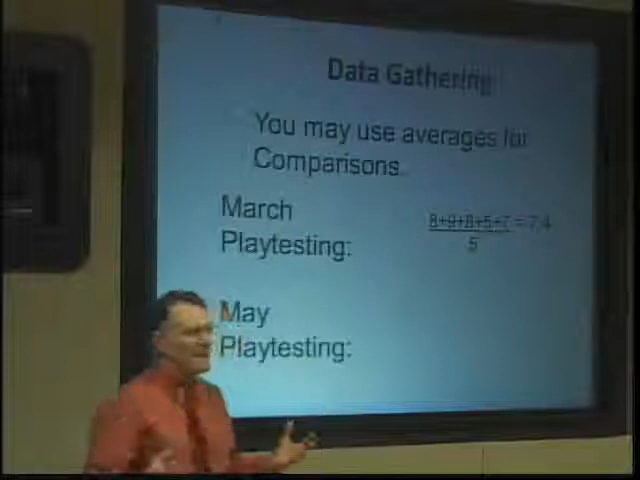 Data Gathering
You may use averages for
Comparisons.
March
Playtesting:
8+9+8+5+7 = 7.4
5
May
Playtesting: